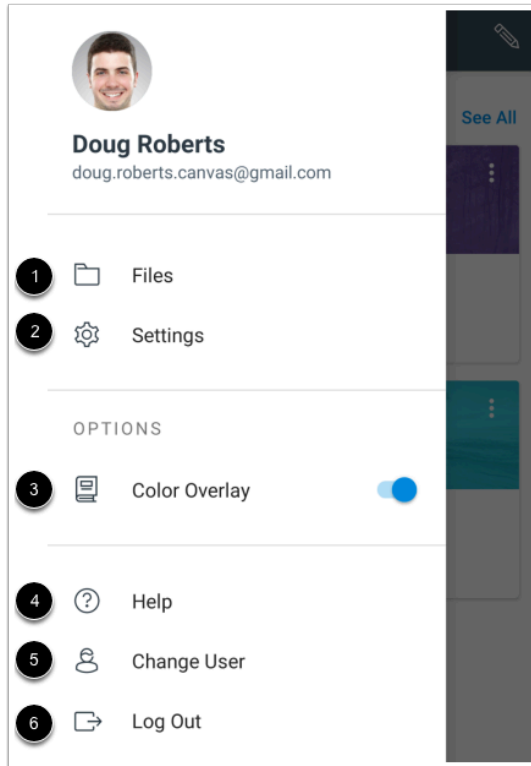 See All
Doug Roberts
doug.roberts.canvas@gmail.com
1 Files
2 Settings
OPTIONS
3 Color Overlay
4 Help
5 Change User
6 Log Out